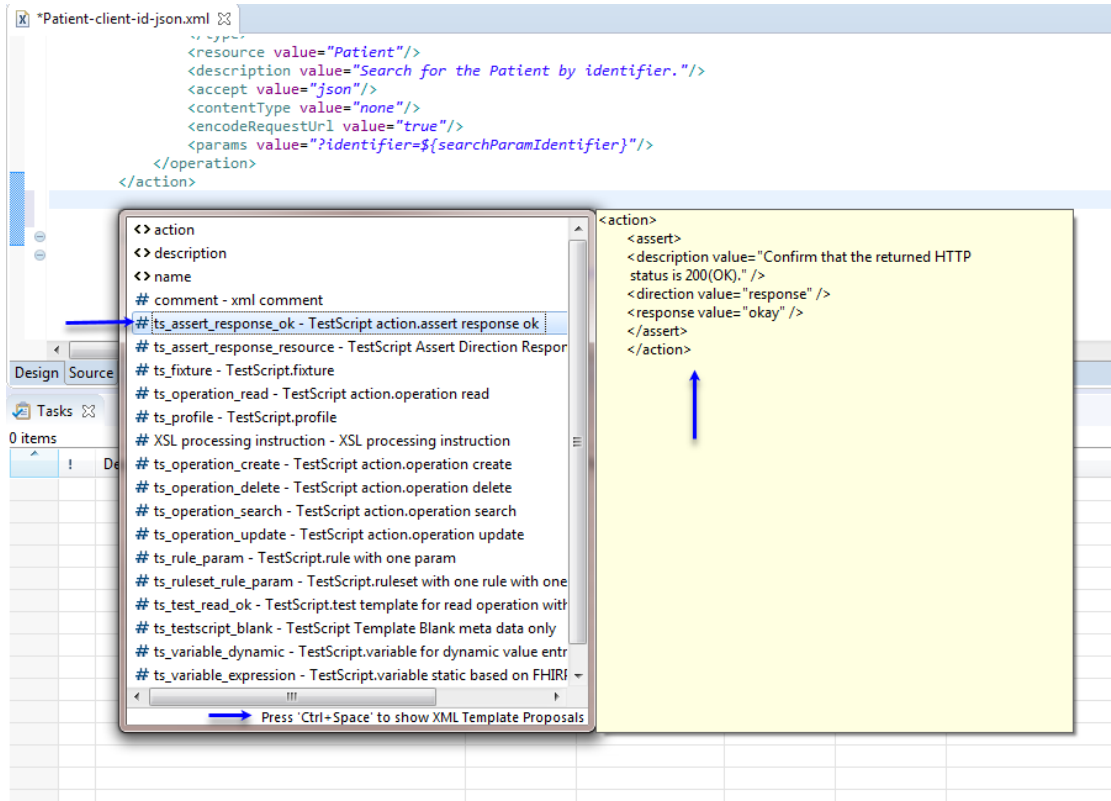 *Patient-client-id-json.xml
</type>
<resource value="Patient"/>
<description value="Search for the Patient by identifier."/>
<accept value="json"/>
<contentType value="none"/>
<encodeRequestUrl value="true"/>
<params value="?identifier=${searchParamIdentifier}"/>
</operation>
</action>
<> action
<> description
<> name
# comment - xml comment
# ts_assert_response_ok - TestScript action.assert response ok
# ts_assert_response_resource - TestScript Assert Direction Respor
# ts_fixture - TestScript.fixture
# ts_operation_read - TestScript action.operation read
# ts_profile - TestScript.profile
# XSL processing instruction - XSL processing instruction
# ts_operation_create - TestScript action.operation create
# ts_operation_delete - TestScript action.operation delete
# ts_operation_search - TestScript action.operation search
# ts_operation_update - TestScript action.operation update
# ts_rule_param - TestScript.rule with one param
# ts_ruleset_rule_param - TestScript.ruleset with one rule with one
# ts_test_read_ok - TestScript.test template for read operation with
# ts_testscript_blank - TestScript Template Blank meta data only
# ts_variable_dynamic - TestScript.variable for dynamic value entr
# ts_variable_expression - TestScript.variable static based on FHIRF
Press 'Ctrl+Space' to show XML Template Proposals
<action>
<assert>
<description value="Confirm that the returned HTTP
status is 200(OK)." />
<direction value="response" />
<response value="okay" />
</assert>
</action>
Design Source
Tasks
0 items
! De